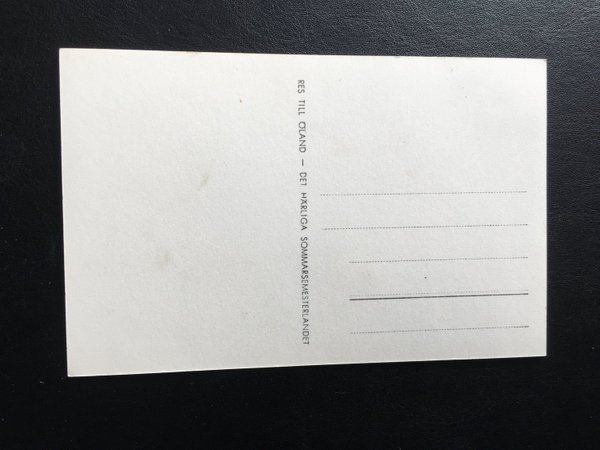 RES TILL ÖLAND — DET HÄRLIGA SOMMARSEMESTERLANDET